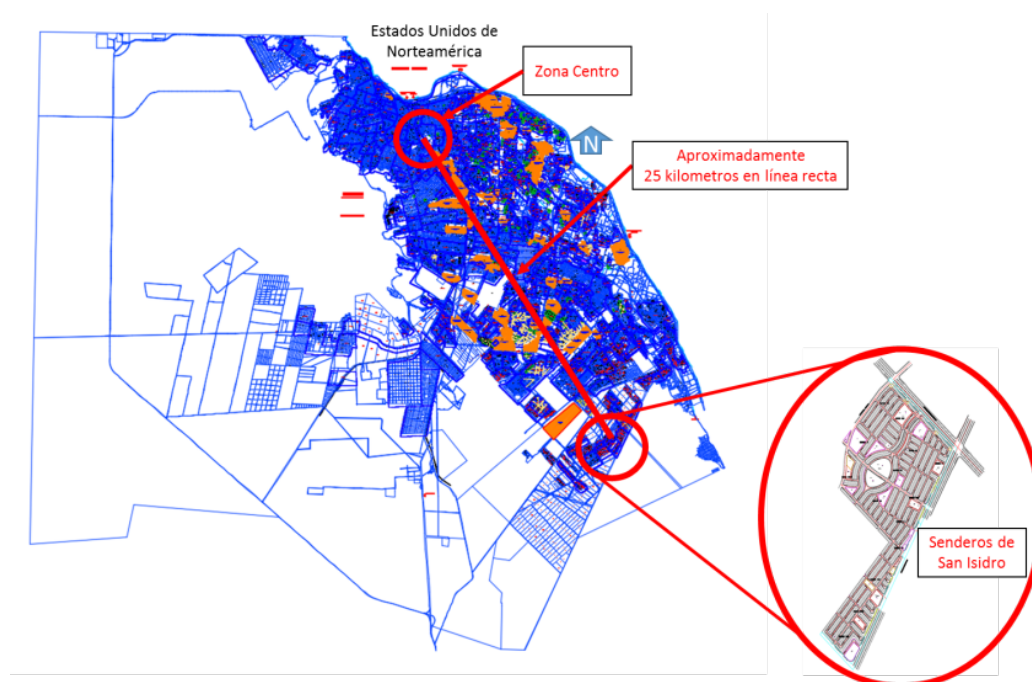 Estados Unidos de
Norteamérica
Zona Centro
N
Aproximadamente
25 kilometros en línea recta
Senderos de
San Isidro